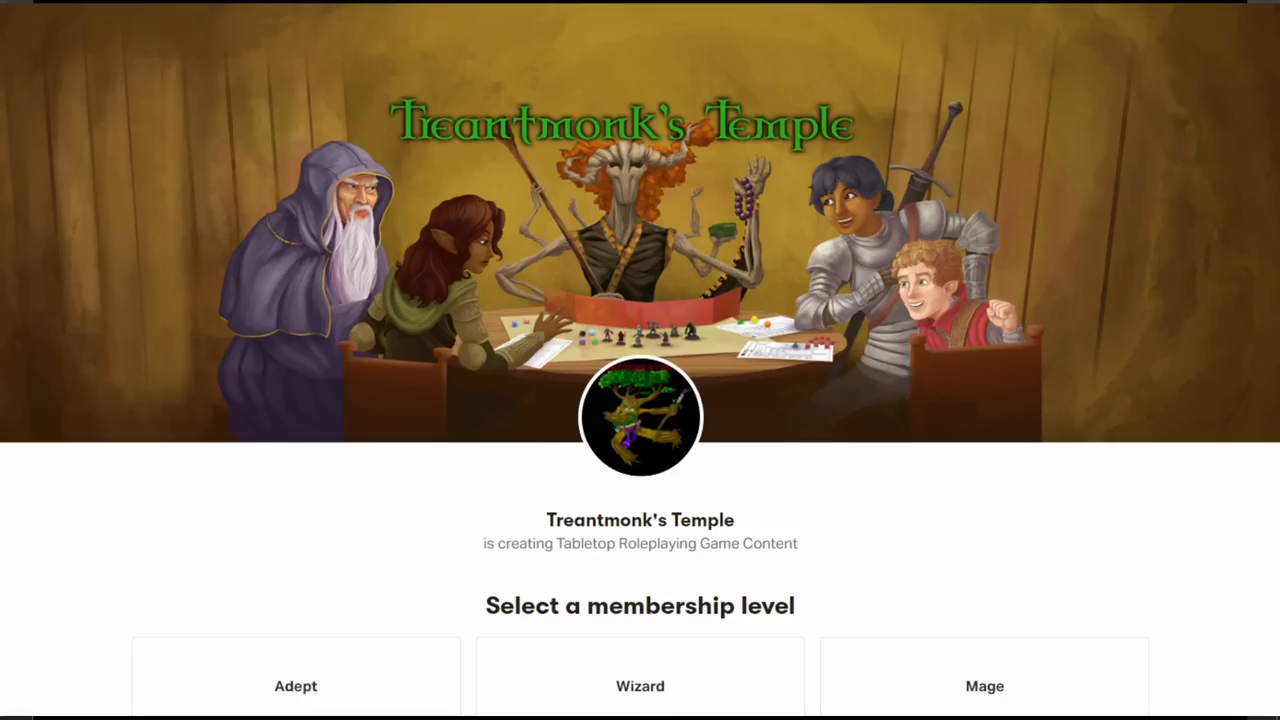 Treantmonk's Temple
Treantmonk's Temple
is creating Tabletop Roleplaying Game Content
Select a membership level
Adept
Wizard
Mage